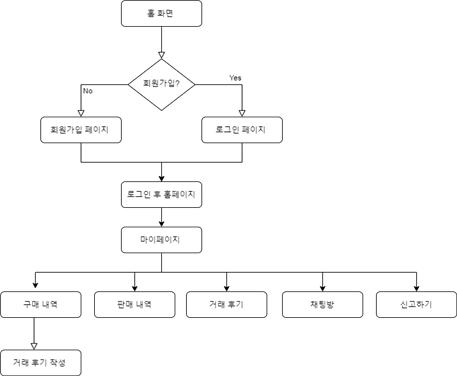 홈 화면
회원가입?
No
Yes
회원가입 페이지
로그인 페이지
로그인 후 홈페이지
마이페이지
구매 내역
판매 내역
거래 후기
채팅방
신고하기
거래 후기 작성